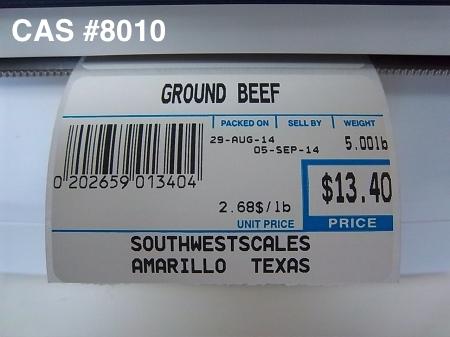 CAS #8010
GROUND BEEF
PACKED ON SELL BY WEIGHT
29-AUG-14 5.00lb
05-SEP-14
0 202659 013404
$13.40
2.68$/lb
UNIT PRICE PRICE
SOUTHWESTSCALES
AMARILLO TEXAS